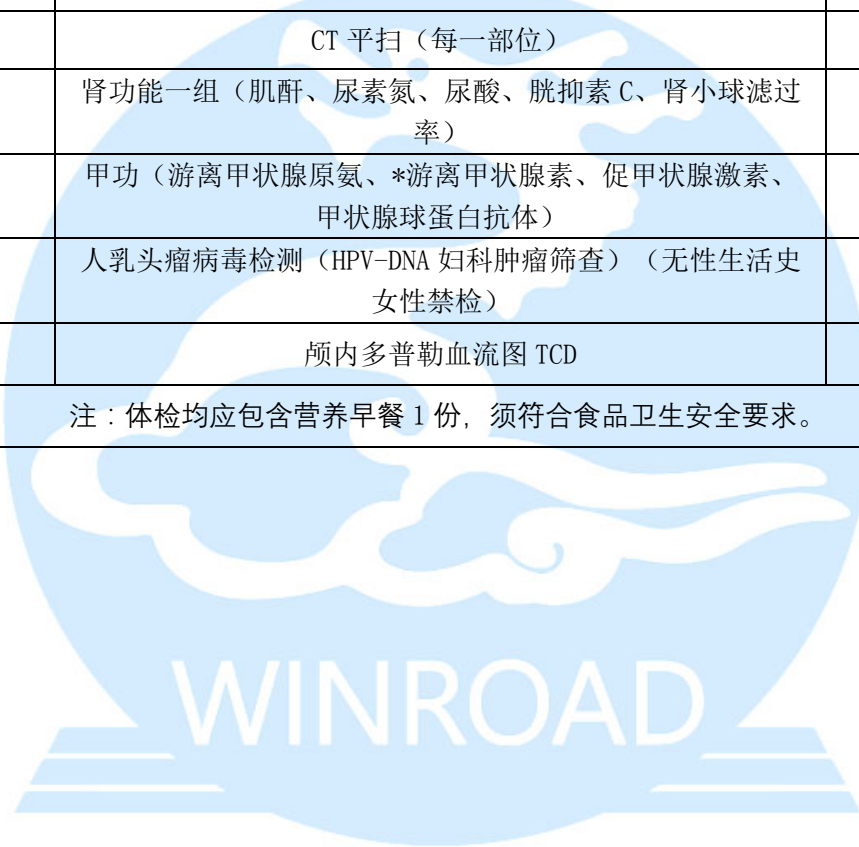 CT 平扫（每一部位）
肾功能一组（肌酐、尿素氮、尿酸、胱抑素 C、肾小球滤过
率）
甲功（游离甲状腺原氨、*游离甲状腺素、促甲状腺激素、
甲状腺球蛋白抗体）
人乳头瘤病毒检测（HPV-DNA 妇科肿瘤筛查）（无性生活史
女性禁检）
颅内多普勒血流图 TCD
注：体检均应包含营养早餐 1 份，须符合食品卫生安全要求。
WINROAD